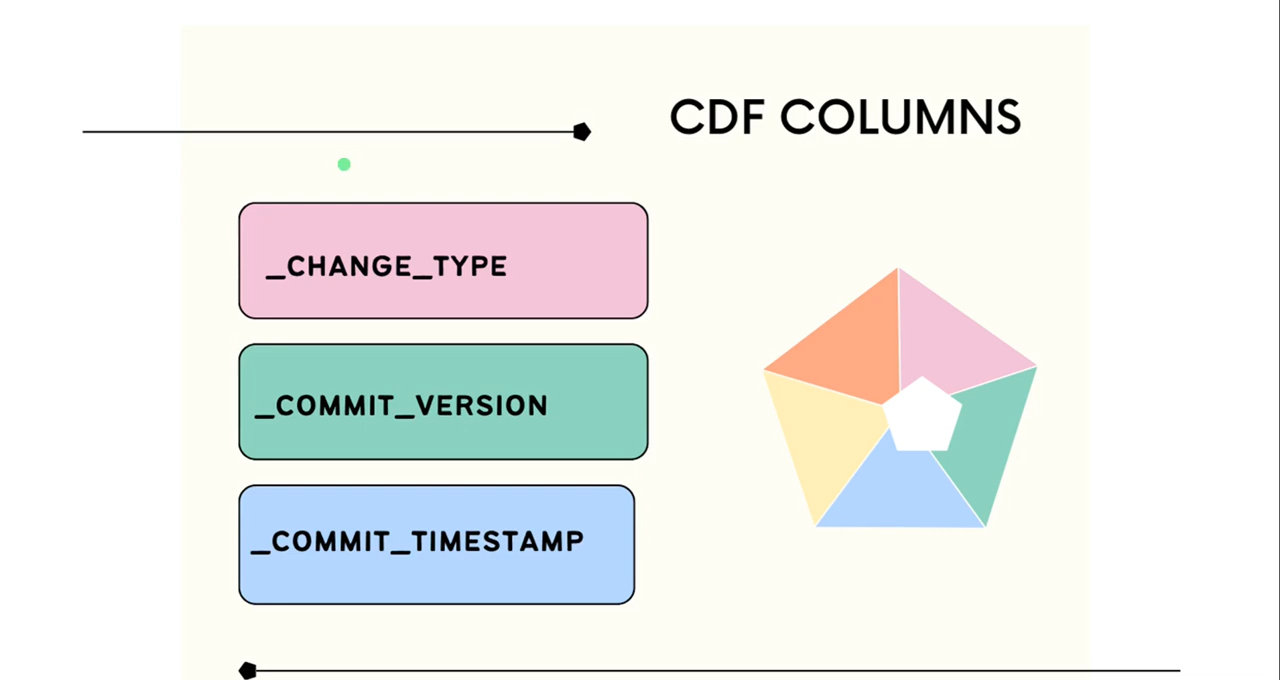 CDF COLUMNS
_CHANGE_TYPE
_COMMIT_VERSION
_COMMIT_TIMESTAMP